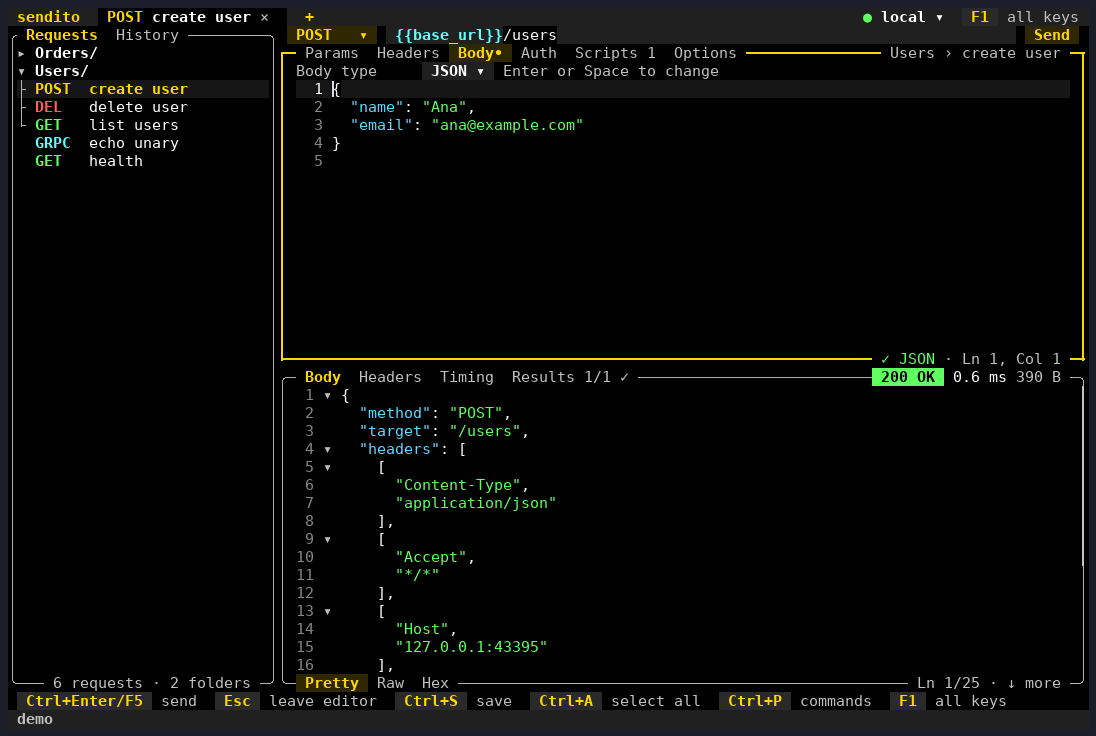 sendito POST create user × + ● local ▾ F1 all keys
Requests History POST ▾ {{base_url}}/users Send
▸ Orders/ Params Headers Body• Auth Scripts 1 Options Users › create user
▾ Users/ Body type JSON ▾ Enter or Space to change
POST create user 1 {
DEL delete user 2 "name": "Ana",
GET list users 3 "email": "ana@example.com"
GRPC echo unary 4 }
GET health 5
✓ JSON · Ln 1, Col 1
Body Headers Timing Results 1/1 ✓ 200 OK 0.6 ms 390 B
1 ▾ {
2 "method": "POST",
3 "target": "/users",
4 ▾ "headers": [
5 ▾ [
6 "Content-Type",
7 "application/json"
8 ],
9 ▾ [
10 "Accept",
11 "*/*"
12 ],
13 ▾ [
14 "Host",
15 "127.0.0.1:43395"
16 ],
6 requests · 2 folders Pretty Raw Hex Ln 1/25 · ↓ more
Ctrl+Enter/F5 send Esc leave editor Ctrl+S save Ctrl+A select all Ctrl+P commands F1 all keys
demo